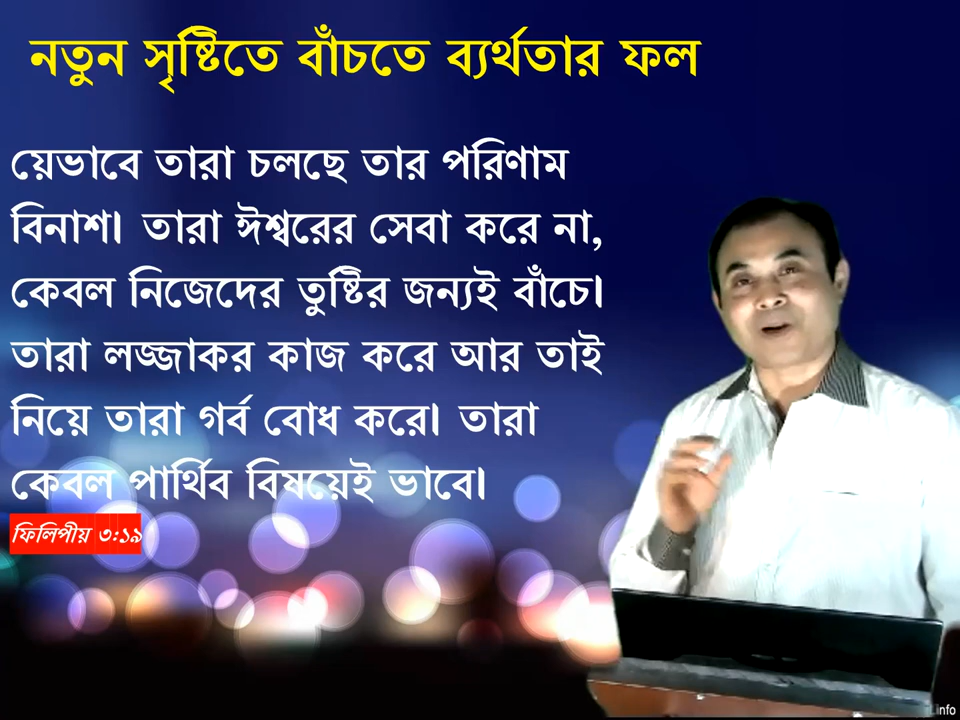 নতুন সৃষ্টিতে বাঁচতে ব্যর্থতার ফল
য়েভাবে তারা চলছে তার পরিণাম
বিনাশ। তারা ঈশ্বরের সেবা করে না,
কেবল নিজেদের তুষ্টির জন্যই বাঁচে।
তারা লজ্জাকর কাজ করে আর তাই
নিয়ে তারা গর্ব বোধ করে। তারা
কেবল পার্থিব বিষয়েই ভাবে।
ফিলিপীয় ৩:১৯
.info